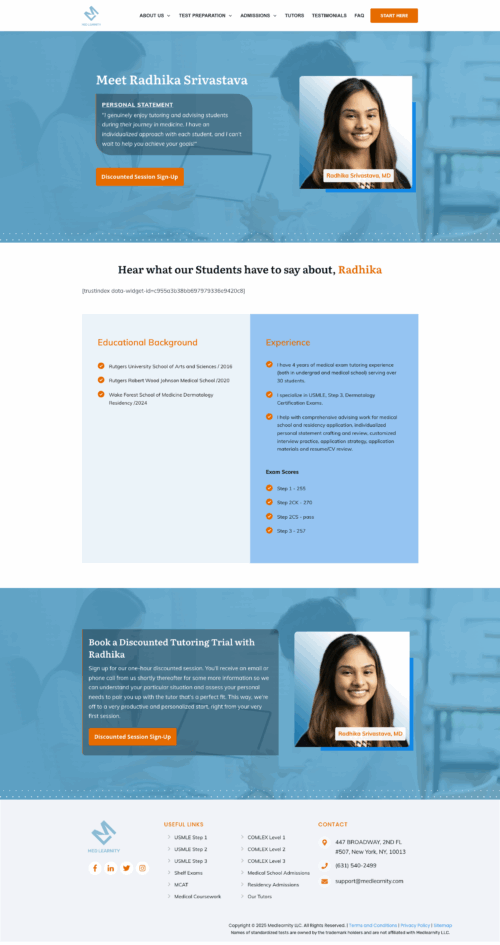 MEDLEARNITY
ABOUT US
TEST PREPARATION
ADMISSIONS
TUTORS
TESTIMONIALS
FAQ
START HERE
Meet Radhika Srivastava
PERSONAL STATEMENT
"I genuinely enjoy tutoring and advising students
during their journey in medicine. I have an
individualized approach with each student, and I can't
wait to help you achieve your goals!"
Discounted Session Sign-Up
Radhika Srivastava, MD
Hear what our Students have to say about, Radhika
[trustindex data-widget-id=c955a3b38bb6697979336e9420c8]
Educational Background
Rutgers University School of Arts and Sciences / 2016
Rutgers Robert Wood Johnson Medical School /2020
Wake Forest School of Medicine Dermatology
Residency /2024
Experience
I have 4 years of medical exam tutoring experience
(both in undergrad and medical school) serving over
30 students.
I specialize in USMLE, Step 3, Dermatology
Certification Exams.
I help with comprehensive advising work for medical
school and residency application, individualized
personal statement crafting and review, customized
interview practice, application strategy, application
materials and resume/CV review.
Exam Scores
Step 1 - 255
Step 2CK - 270
Step 2CS - pass
Step 3 - 257
Book a Discounted Tutoring Trial with
Radhika
Sign up for our one-hour discounted session. You'll receive an email or
phone call from us shortly thereafter for some more information so we
can understand your particular situation and assess your personal
needs to pair you up with the tutor that's a perfect fit. This way, we're
off to a very productive and personalized start, right from your very
first session.
Discounted Session Sign-Up
Radhika Srivastava, MD
MEDLEARNITY
USEFUL LINKS
USMLE Step 1
USMLE Step 2
USMLE Step 3
Shelf Exams
MCAT
Medical Coursework
COMLEX Level 1
COMLEX Level 2
COMLEX Level 3
Medical School Admissions
Residency Admissions
Our Tutors
CONTACT
447 BROADWAY, 2ND FL
#507, New York, NY, 10013
(631) 540-2499
support@medlearnity.com
Copyright © 2025 Medlearnity LLC. All Rights Reserved. | Terms and Conditions | Privacy Policy | Sitemap
Names of standardized tests are owned by the trademark holders and are not affiliated with Medlearnity LLC.